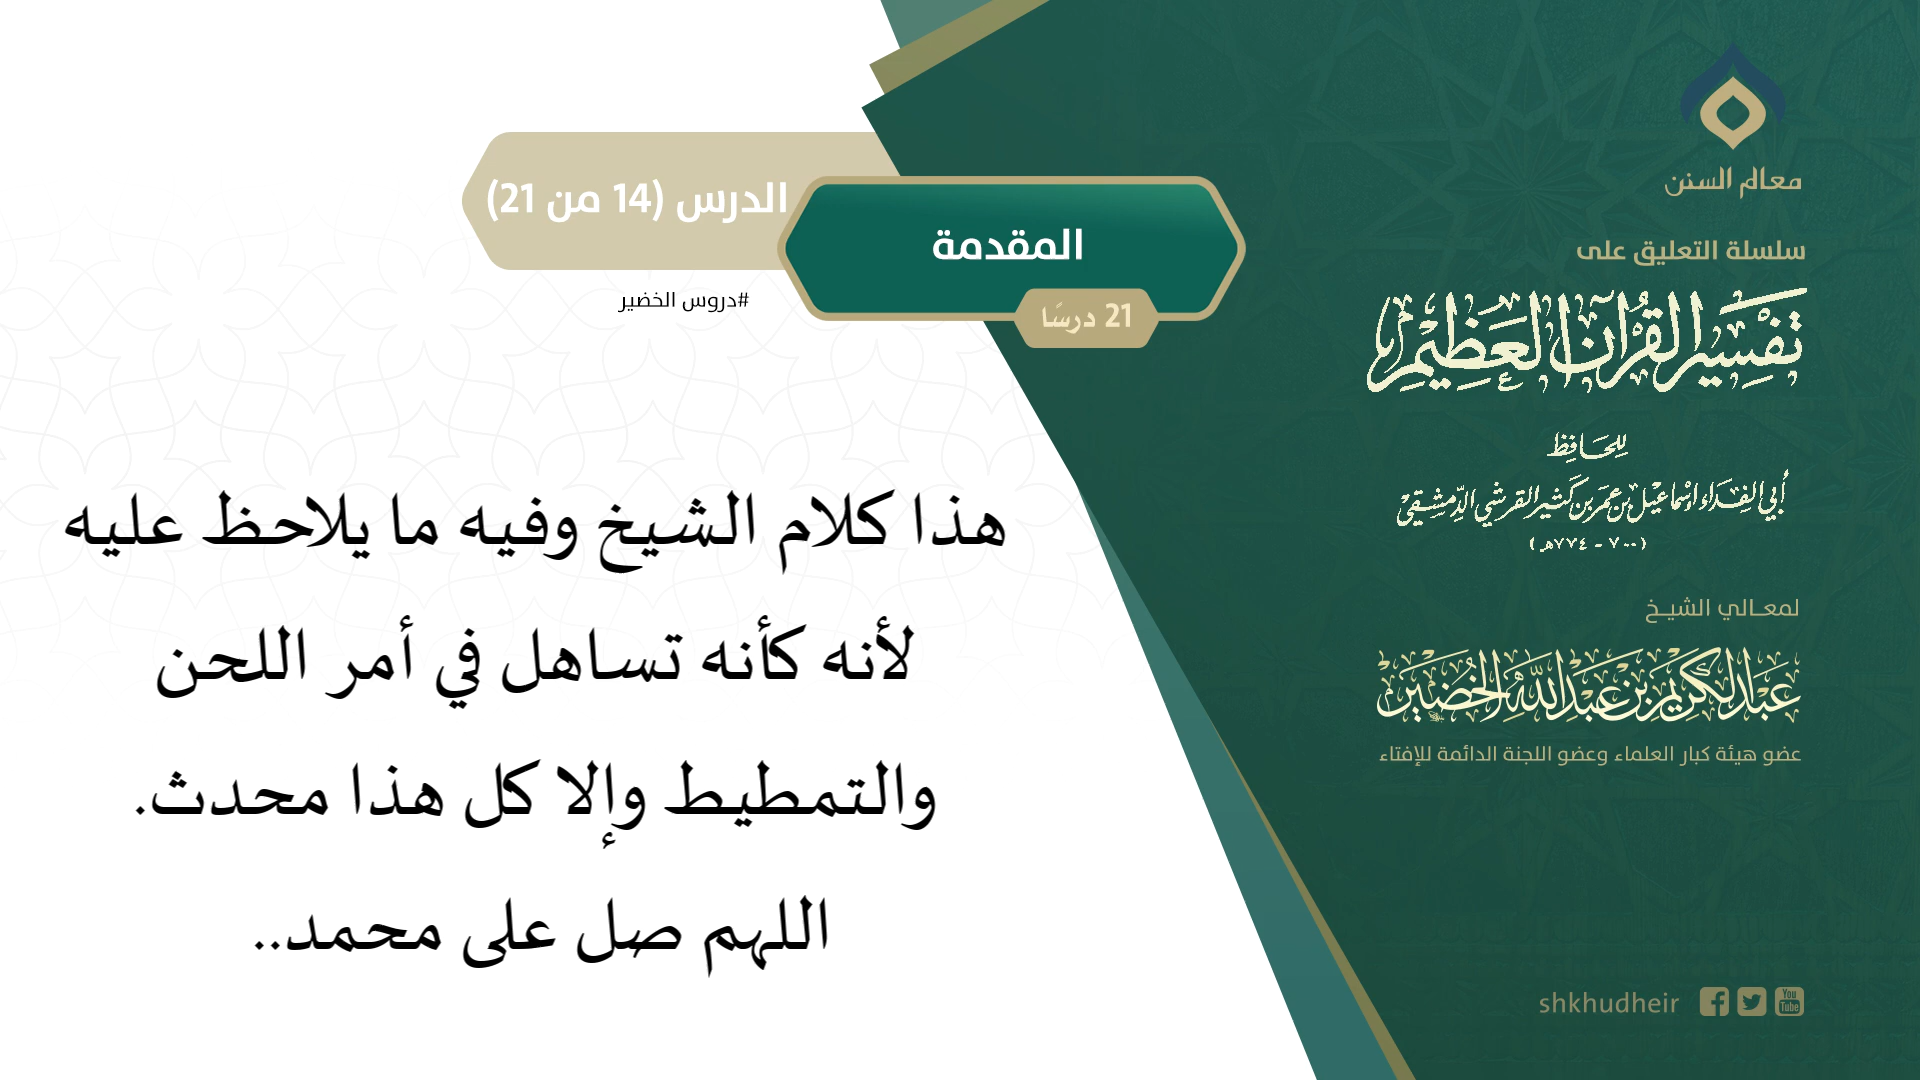 معالم السنن
سلسلة التعليق على
تفسير القرآن العظيم
للحافظ
أبي الفداء إسماعيل بن عمر بن كثير القرشي الدمشقي
(٧٠٠ - ٧٧٤هـ)
لمعالي الشيخ
عبد الكريم بن عبد الله الخضير
عضو هيئة كبار العلماء وعضو اللجنة الدائمة للإفتاء
shkhudheir
You
Tube
المقدمة
21 درسًا
الدرس (14 من 21)
#دروس الخضير
هذا كلام الشيخ وفيه ما يلاحظ عليه
لأنه كأنه تساهل في أمر اللحن
والتمطيط وإلا كل هذا محدث.
اللهم صل على محمد..